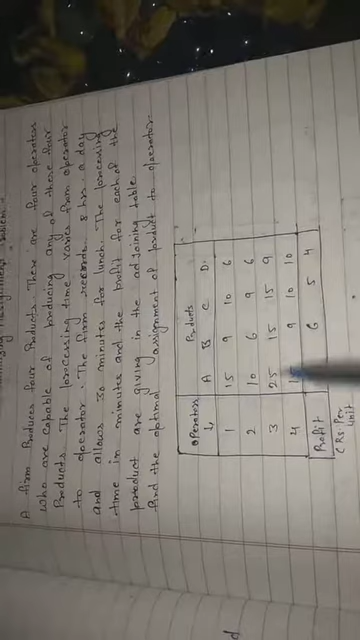 A firm Produces four Products. There are four operators
who are capable of producing any of these four
Products. The processing time varies from operator
to operator. The firm records 8 hrs. a day
and allows 30 minutes for lunch. The processing
time in minutes and the profit for each of the
product are giving in the adjoining table.
Find the optimal assignment of product to operator.
Operators Products
↓ A B C D.
1 15 9 10 6
2 10 6 9 6
3 25 15 15 9
4 9 10 10
Profit 6 5 4
(Rs. Per
unit